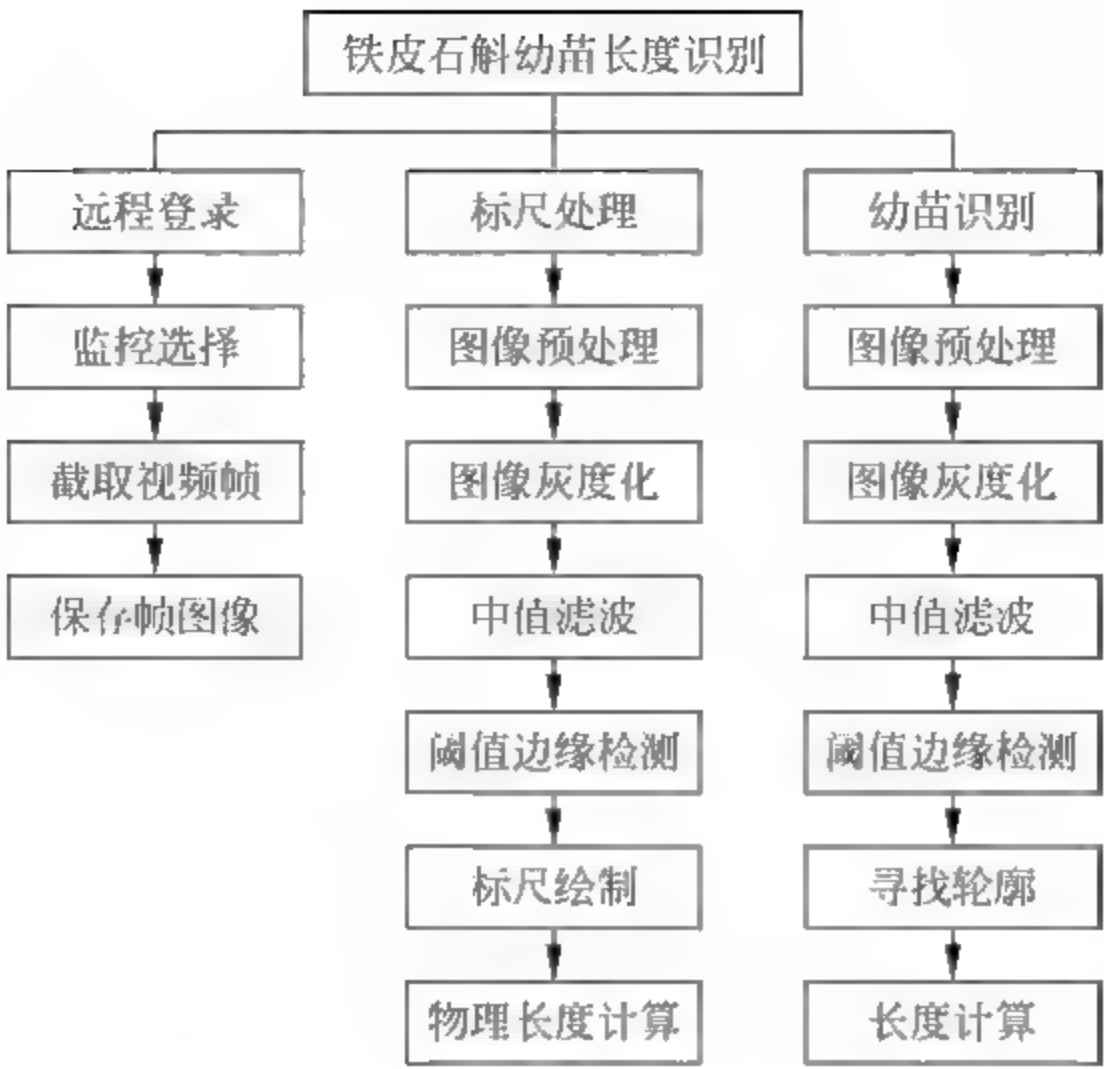 铁皮石斛幼苗长度识别
远程登录
标尺处理
幼苗识别
监控选择
图像预处理
图像预处理
截取视频帧
图像灰度化
图像灰度化
保存帧图像
中值滤波
中值滤波
阈值边缘检测
阈值边缘检测
标尺绘制
寻找轮廓
物理长度计算
长度计算